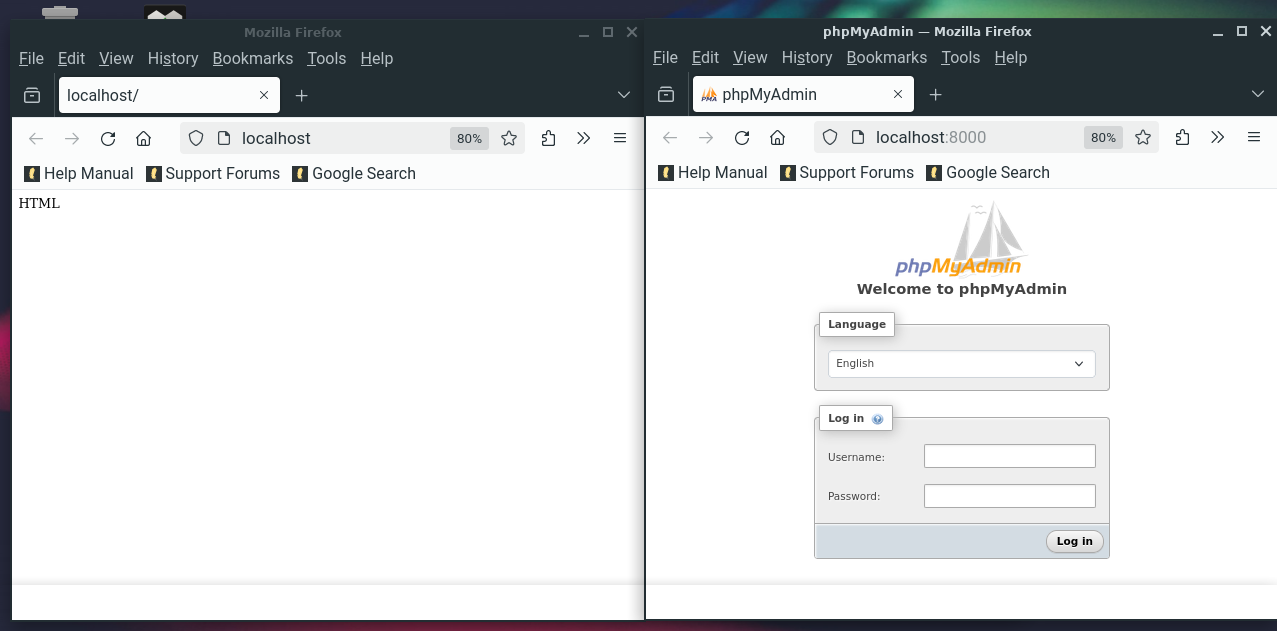 Mozilla Firefox
File Edit View History Bookmarks Tools Help
localhost/
localhost 80%
Help Manual Support Forums Google Search
HTML
phpMyAdmin — Mozilla Firefox
File Edit View History Bookmarks Tools Help
PMA phpMyAdmin
localhost:8000 80%
Help Manual Support Forums Google Search
phpMyAdmin
Welcome to phpMyAdmin
Language
English
Log in
Username:
Password:
Log in